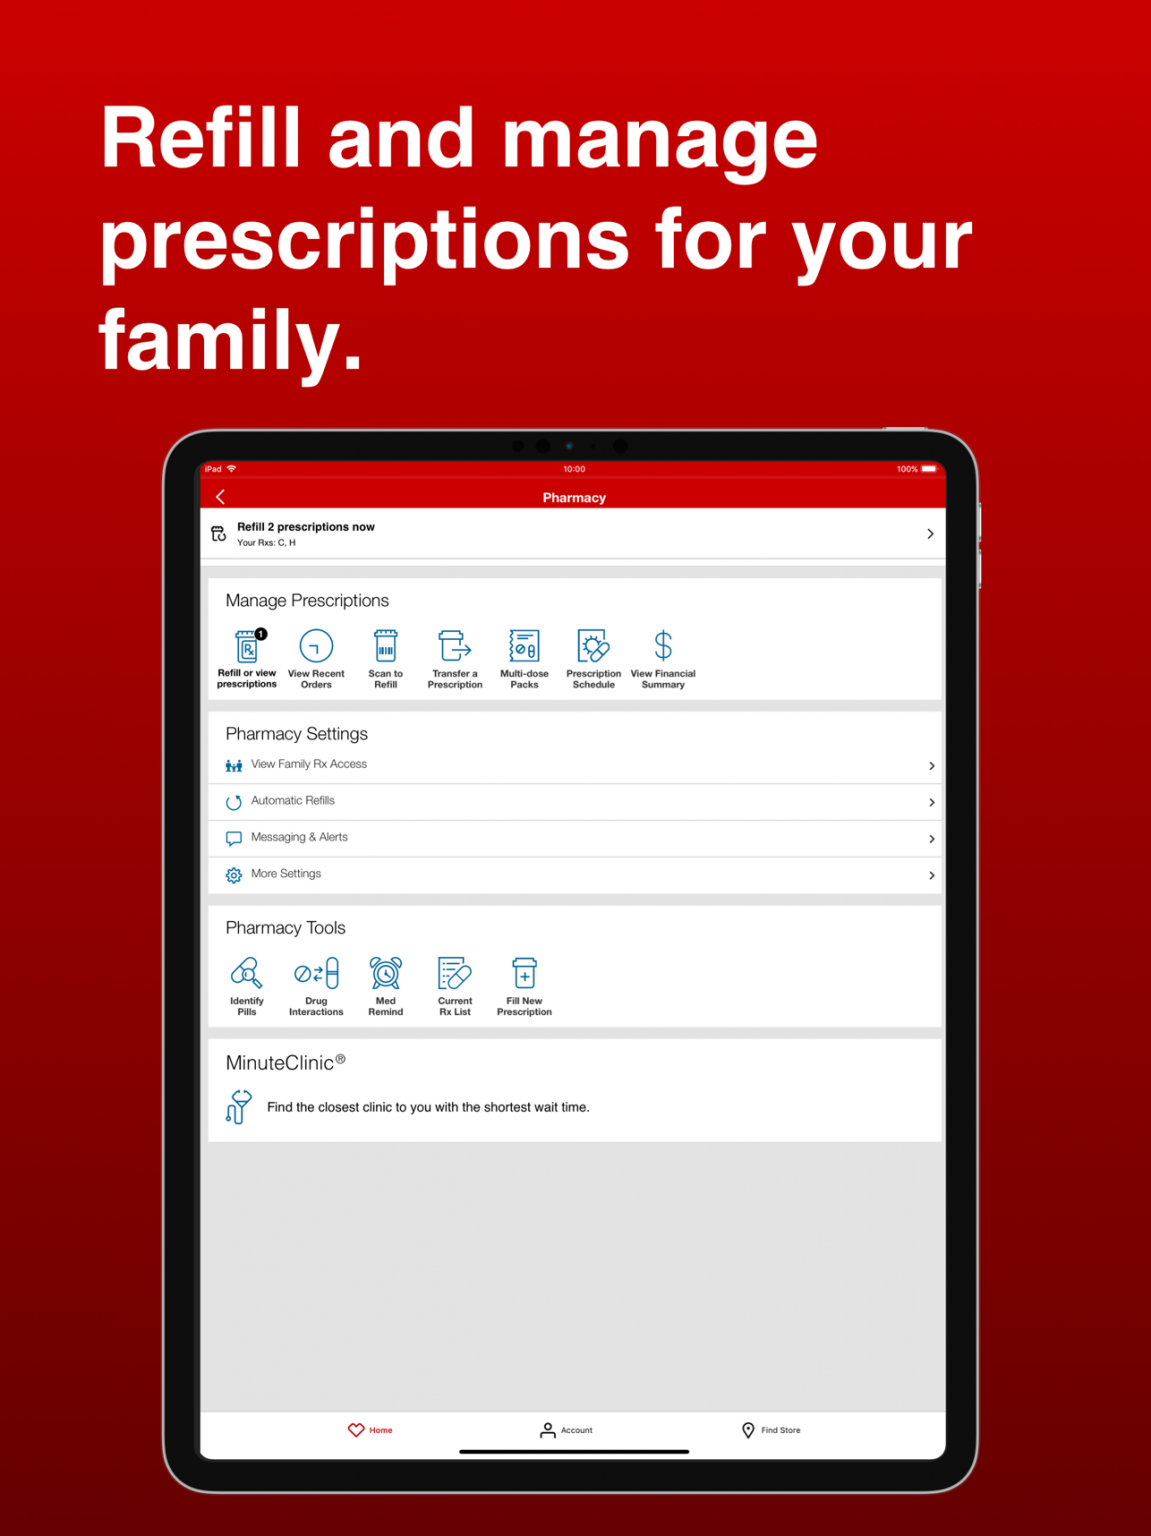 Refill and manage
prescriptions for your
family.
iPad
10:00
100%
Pharmacy
Refill 2 prescriptions now
Your Rxs: C, H
Manage Prescriptions
Rx
1
Refill or view
prescriptions
View Recent
Orders
Scan to
Refill
Transfer a
Prescription
Multi-dose
Packs
Prescription
Schedule
$
View Financial
Summary
Pharmacy Settings
View Family Rx Access
Automatic Refills
Messaging & Alerts
More Settings
Pharmacy Tools
Identify
Pills
Drug
Interactions
Med
Remind
Current
Rx List
Fill New
Prescription
MinuteClinic®
Find the closest clinic to you with the shortest wait time.
Home
Account
Find Store